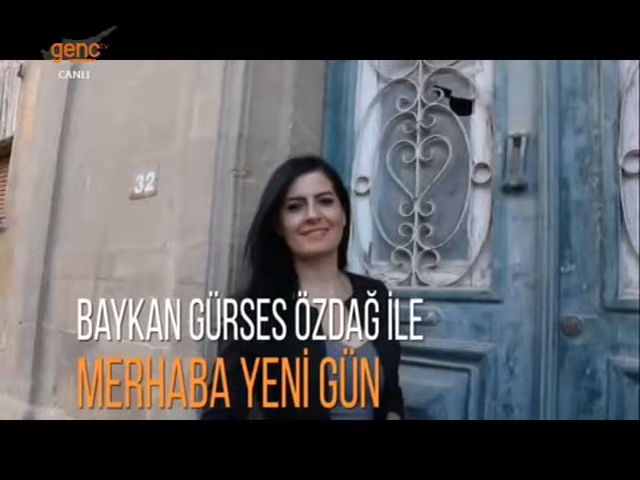 genc TV
CANLI
32
BAYKAN GÜRSES ÖZDAĞ İLE
MERHABA YENİ GÜN